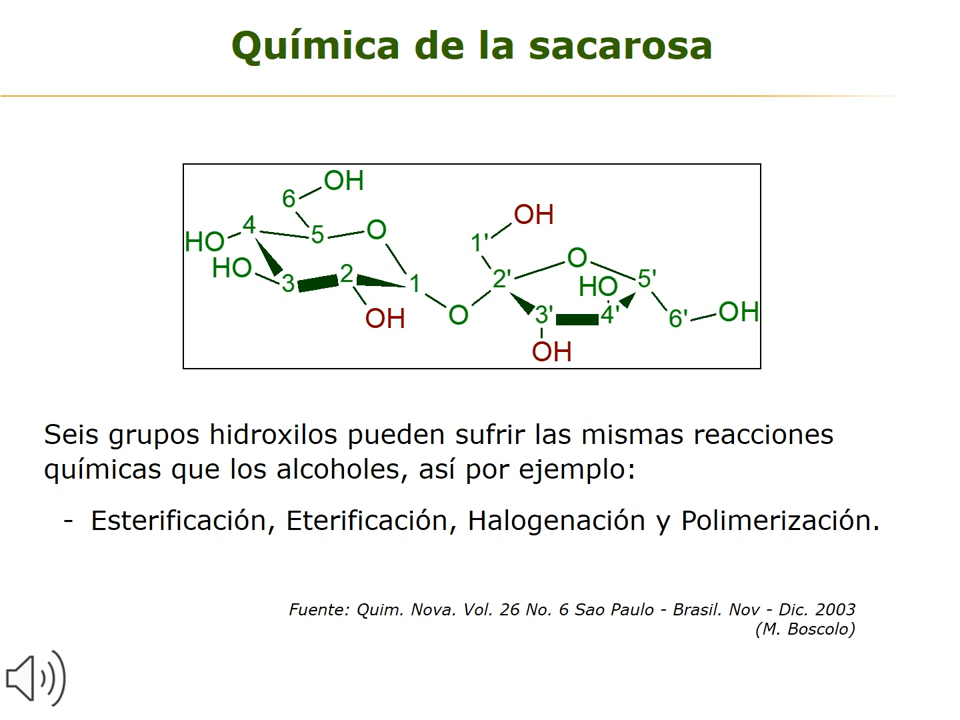 Química de la sacarosa
6 OH
4 5 O
HO
HO 3 2 1
OH O
1' OH
2' O 5'
HO
3' 4' 6' OH
OH
Seis grupos hidroxilos pueden sufrir las mismas reacciones
químicas que los alcoholes, así por ejemplo:
- Esterificación, Eterificación, Halogenación y Polimerización.
Fuente: Quim. Nova. Vol. 26 No. 6 Sao Paulo - Brasil. Nov - Dic. 2003
(M. Boscolo)